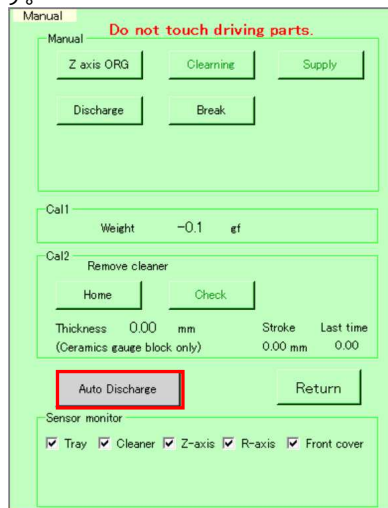 す。
Manual
Do not touch driving parts.
Manual
Z axis ORG Clearning Supply
Discharge Break
Cal1
Weight -0.1 gf
Cal2
Remove cleaner
Home Check
Thickness 0.00 mm Stroke Last time
(Ceramics gauge block only) 0.00 mm 0.00
Auto Discharge Return
Sensor monitor
Tray Cleaner Z-axis R-axis Front cover